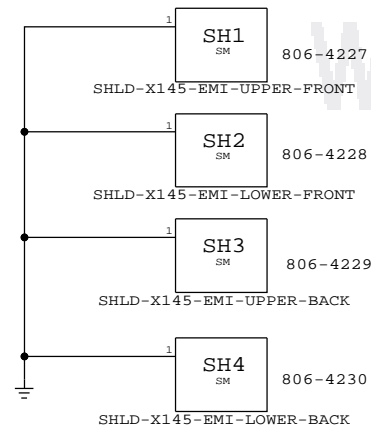 1
SH1
SM
806-4227
SHLD-X145-EMI-UPPER-FRONT
1
SH2
SM
806-4228
SHLD-X145-EMI-LOWER-FRONT
1
SH3
SM
806-4229
SHLD-X145-EMI-UPPER-BACK
1
SH4
SM
806-4230
SHLD-X145-EMI-LOWER-BACK